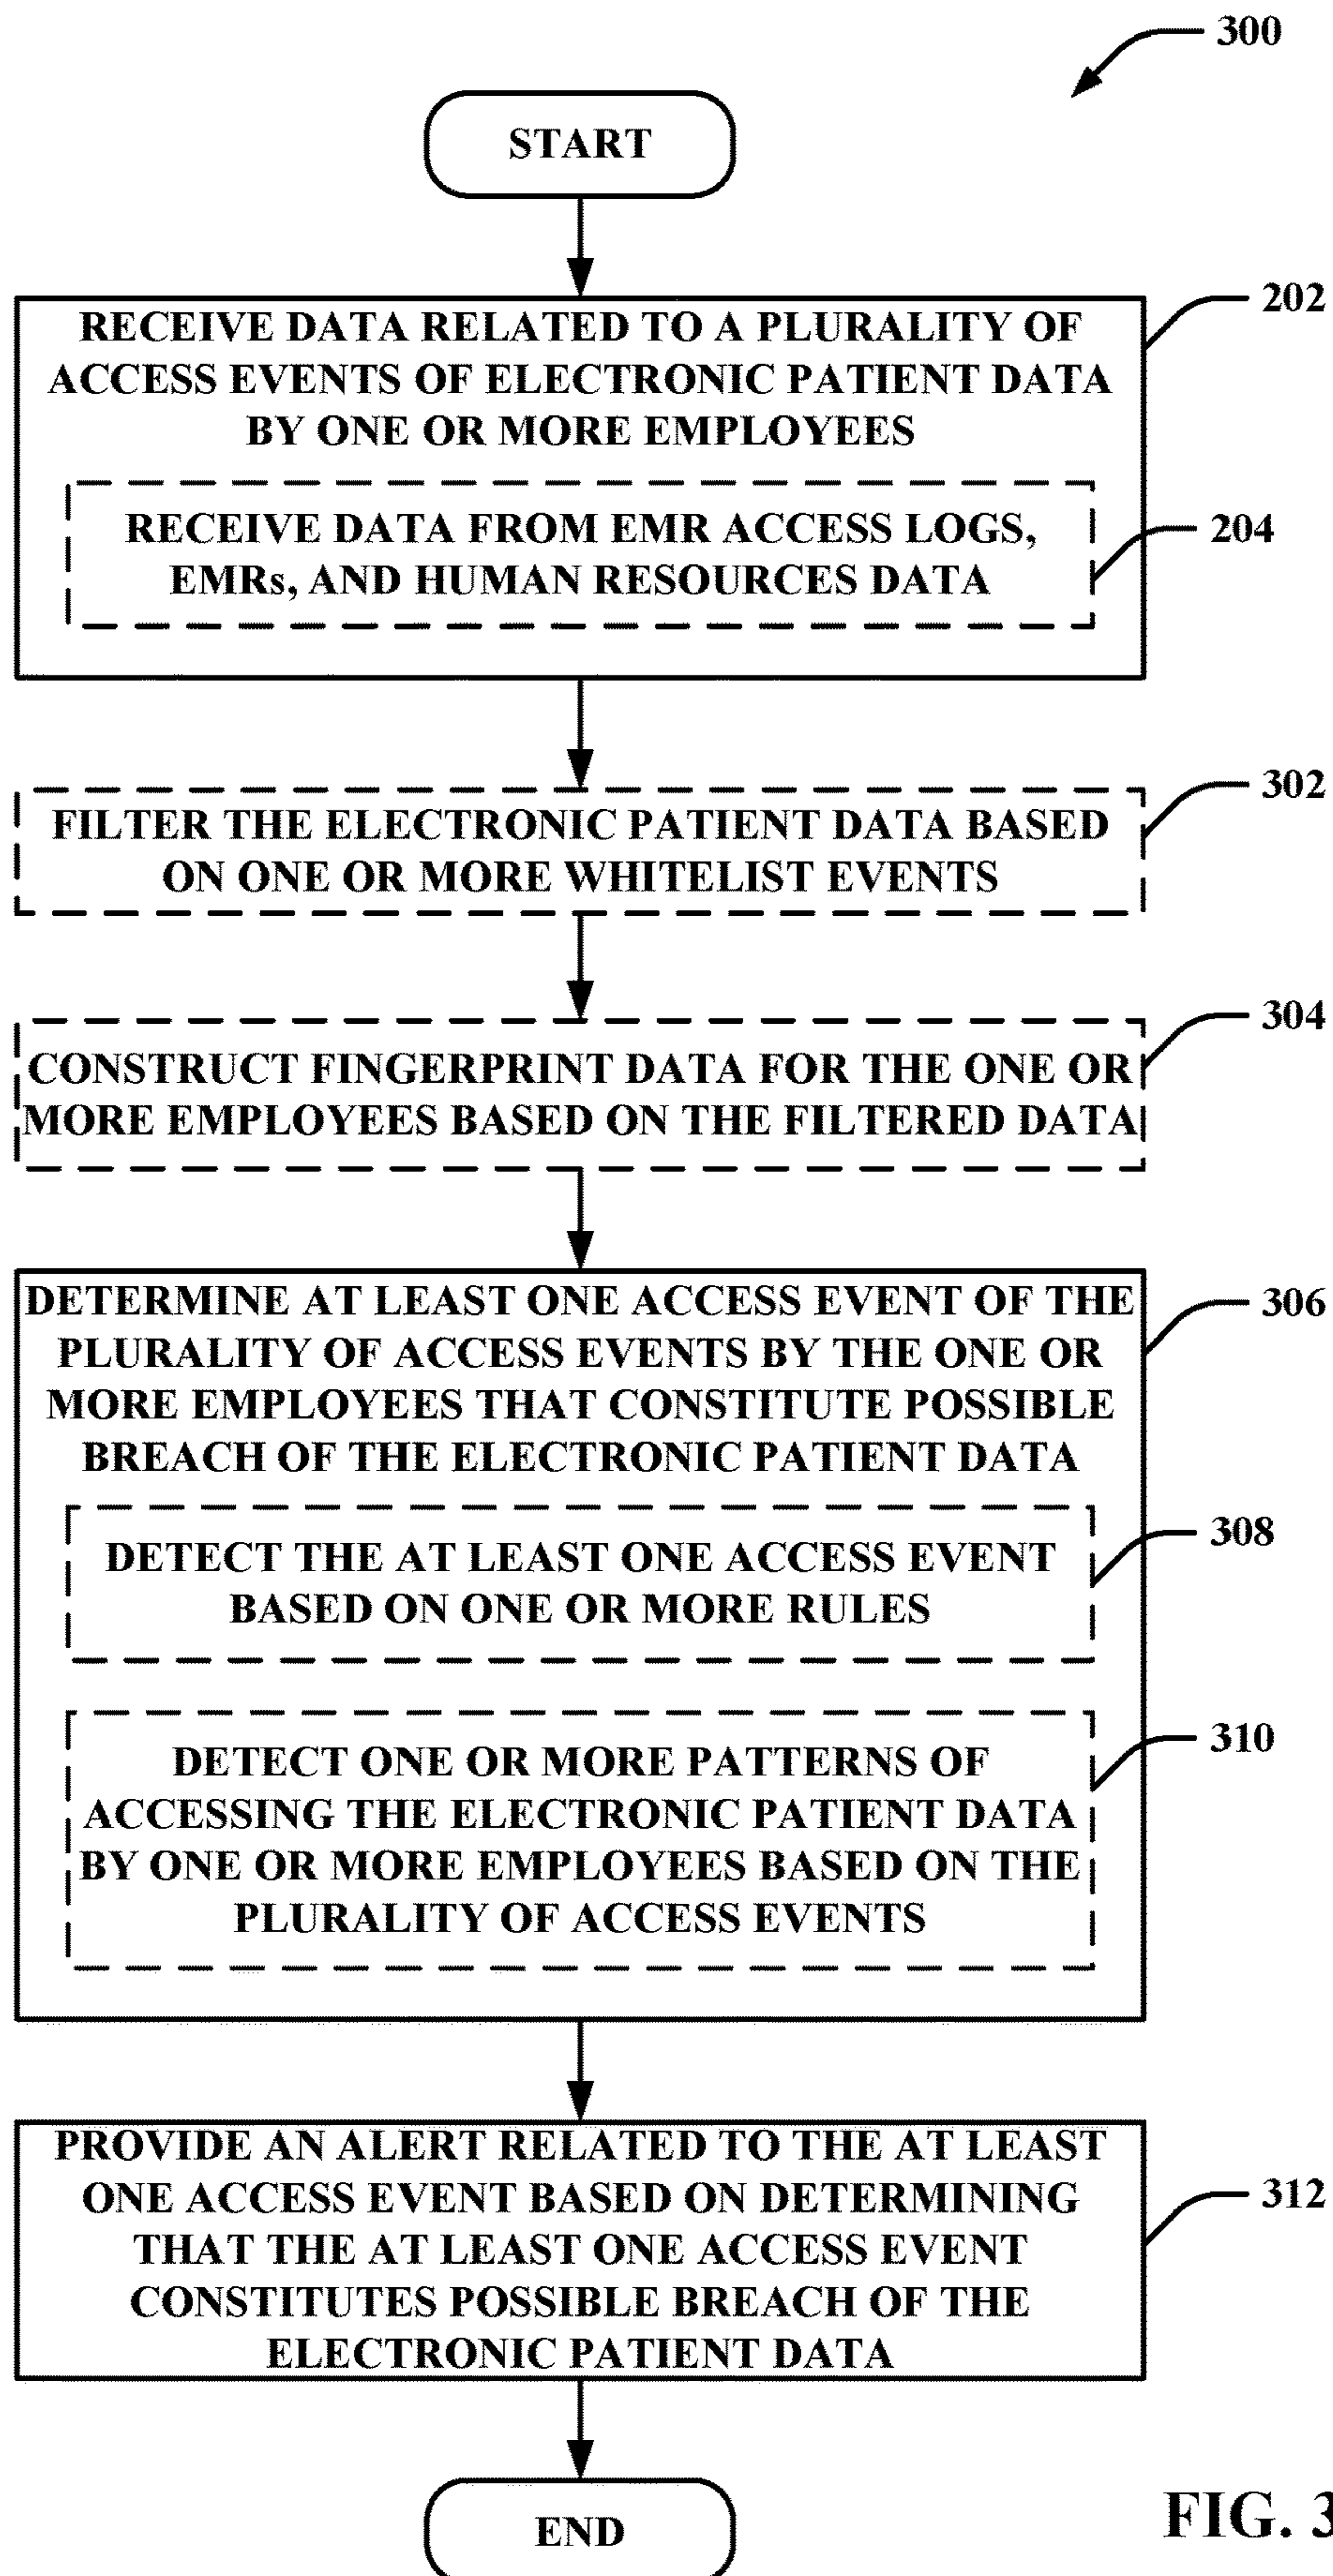 300
START
202
RECEIVE DATA RELATED TO A PLURALITY OF
ACCESS EVENTS OF ELECTRONIC PATIENT DATA
BY ONE OR MORE EMPLOYEES
204
RECEIVE DATA FROM EMR ACCESS LOGS,
EMRs, AND HUMAN RESOURCES DATA
302
FILTER THE ELECTRONIC PATIENT DATA BASED
ON ONE OR MORE WHITELIST EVENTS
304
CONSTRUCT FINGERPRINT DATA FOR THE ONE OR
MORE EMPLOYEES BASED ON THE FILTERED DATA
306
DETERMINE AT LEAST ONE ACCESS EVENT OF THE
PLURALITY OF ACCESS EVENTS BY THE ONE OR
MORE EMPLOYEES THAT CONSTITUTE POSSIBLE
BREACH OF THE ELECTRONIC PATIENT DATA
308
DETECT THE AT LEAST ONE ACCESS EVENT
BASED ON ONE OR MORE RULES
310
DETECT ONE OR MORE PATTERNS OF
ACCESSING THE ELECTRONIC PATIENT DATA
BY ONE OR MORE EMPLOYEES BASED ON THE
PLURALITY OF ACCESS EVENTS
312
PROVIDE AN ALERT RELATED TO THE AT LEAST
ONE ACCESS EVENT BASED ON DETERMINING
THAT THE AT LEAST ONE ACCESS EVENT
CONSTITUTES POSSIBLE BREACH OF THE
ELECTRONIC PATIENT DATA
END
FIG. 3